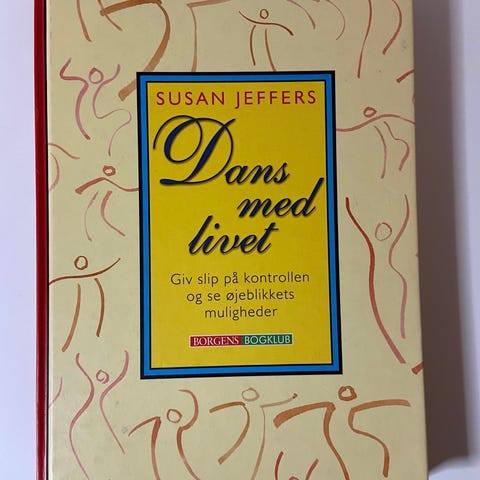 SUSAN JEFFERS
Dans
med
livet
Giv slip på kontrollen
og se øjeblikkets
muligheder
BORGENS BOGKLUB